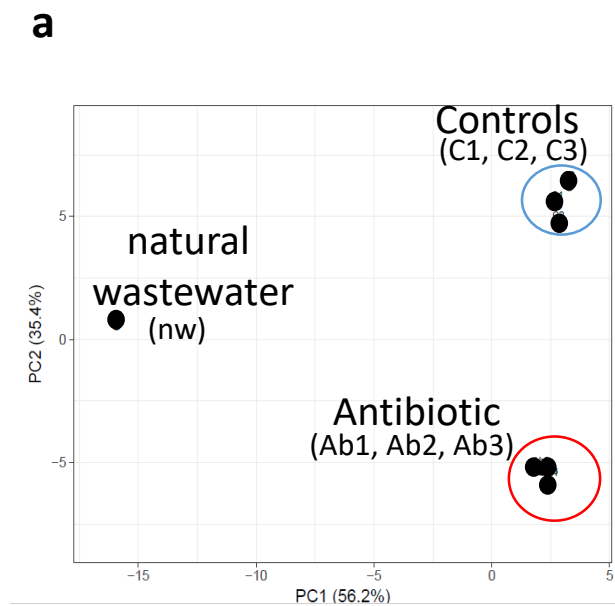 a
Controls
(C1, C2, C3)
natural
wastewater
(nw)
Antibiotic
(Ab1, Ab2, Ab3)
5
0
−5
PC2 (35.4%)
−15
−10
−5
0
5
PC1 (56.2%)